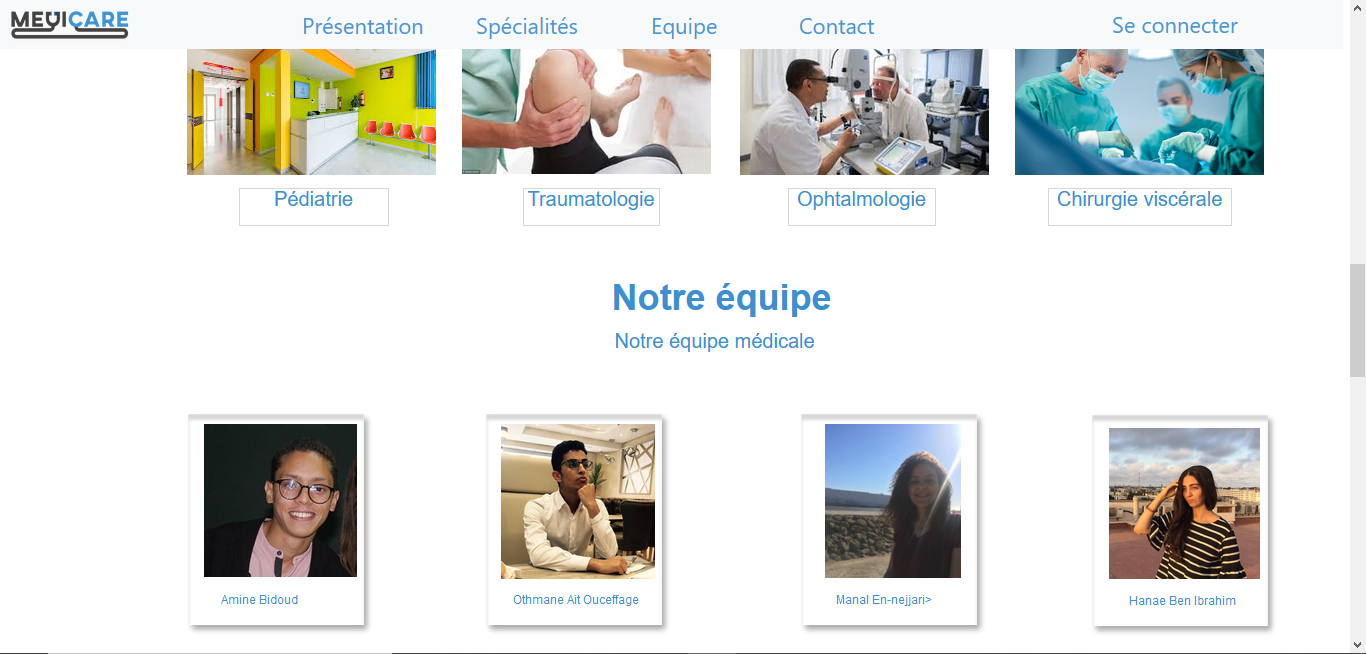 MEDICARE
Présentation Spécialités Equipe Contact Se connecter
Pédiatrie Traumatologie Ophtalmologie Chirurgie viscérale
Notre équipe
Notre équipe médicale
Amine Bidoud Othmane Ait Ouceffage Manal En-nejjari> Hanae Ben Ibrahim